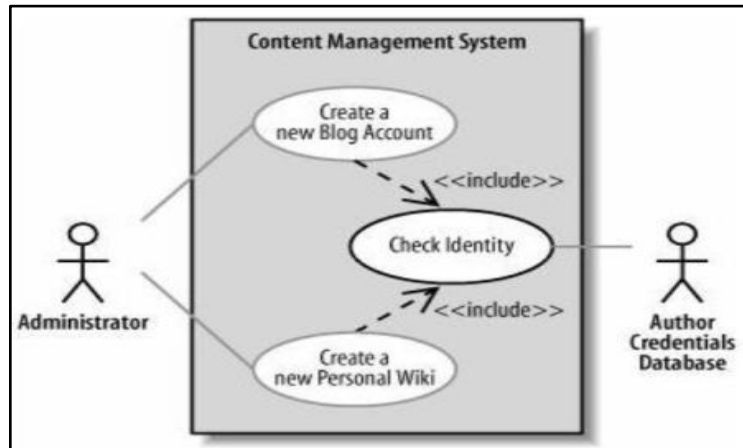 Content Management System
Create a
new Blog Account
<<include>>
Check Identity
<<include>>
Administrator
Author
Credentials
Database
Create a
new Personal Wiki